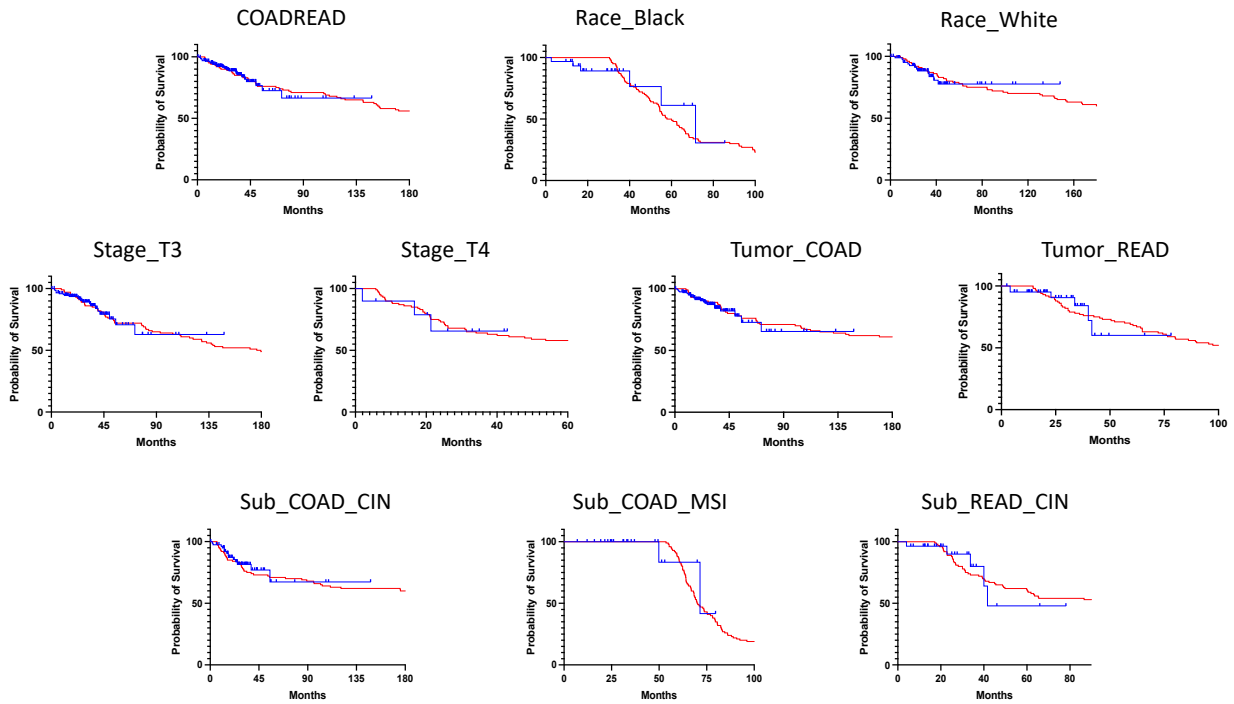 COADREAD
Race_Black
Race_White
Probability of Survival
100
50
0
0 45 90 135 180
Months
Probability of Survival
100
50
0
0 20 40 60 80 100
Months
Probability of Survival
100
50
0
0 40 80 120 160
Months
Stage_T3
Stage_T4
Tumor_COAD
Tumor_READ
Probability of Survival
100
50
0
0 45 90 135 180
Months
Probability of Survival
100
50
0
0 20 40 60
Months
Probability of Survival
100
50
0
0 45 90 135 180
Months
Probability of Survival
100
50
0
0 25 50 75 100
Months
Sub_COAD_CIN
Sub_COAD_MSI
Sub_READ_CIN
Probability of Survival
100
50
0
0 45 90 135 180
Months
Probability of Survival
100
50
0
0 25 50 75 100
Months
Probability of Survival
100
50
0
0 20 40 60 80
Months